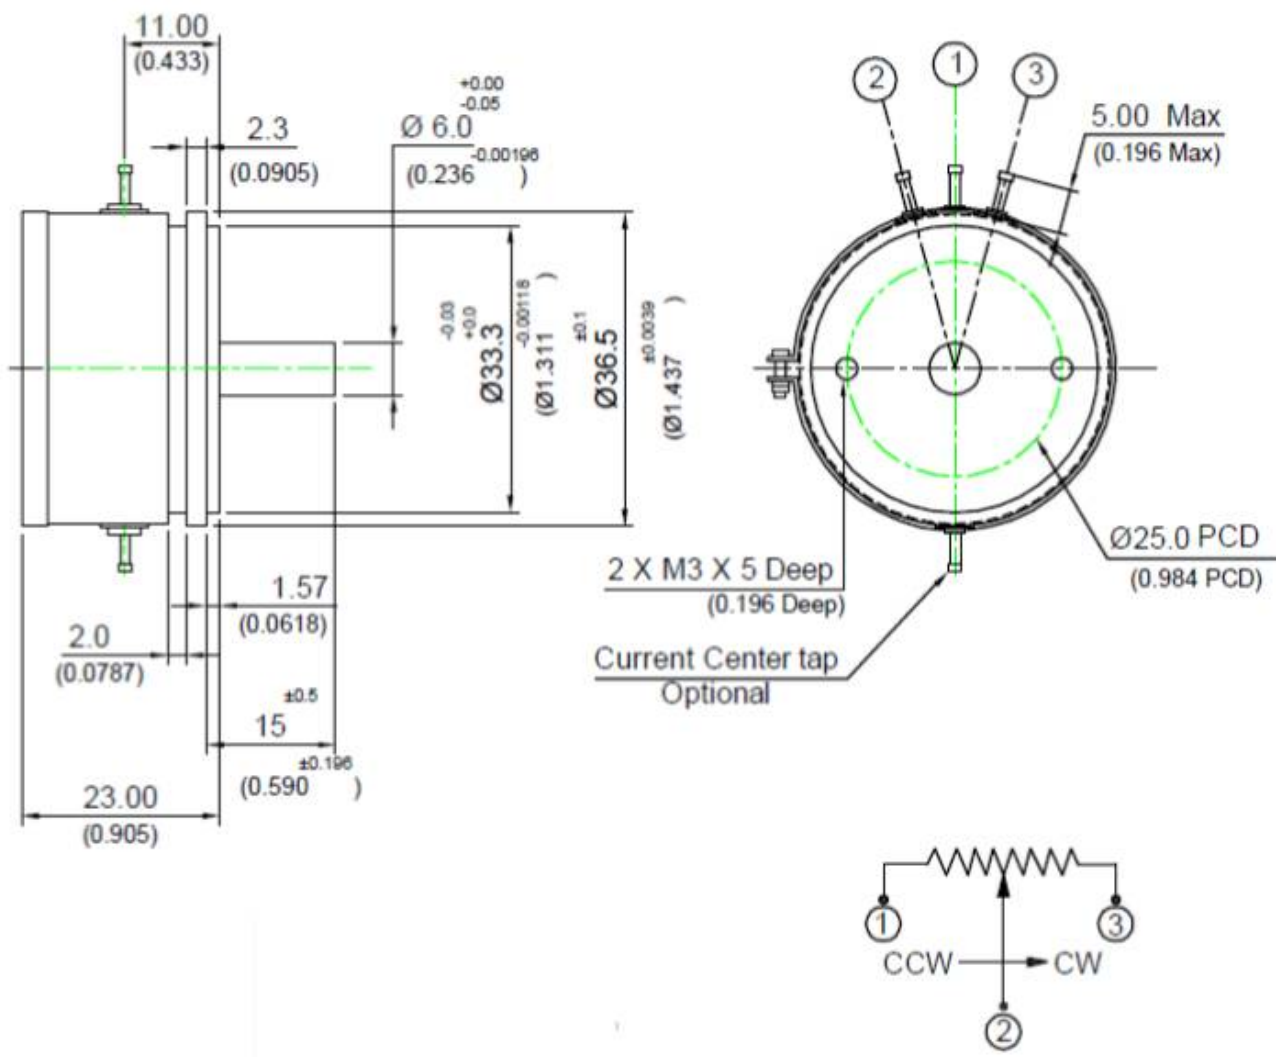 11.00
(0.433)
2.3
(0.0905)
+0.00
-0.05
Ø 6.0
-0.00196
(0.236 )
-0.03
+0.0
Ø33.3
-0.00118
(Ø1.311 )
±0.1
Ø36.5
±0.0039
(Ø1.437 )
1.57
(0.0618)
2.0
(0.0787)
±0.5
15
±0.196
(0.590 )
23.00
(0.905)
2
1
3
5.00 Max
(0.196 Max)
Ø25.0 PCD
(0.984 PCD)
2 X M3 X 5 Deep
(0.196 Deep)
Current Center tap
Optional
1
3
CCW CW
2